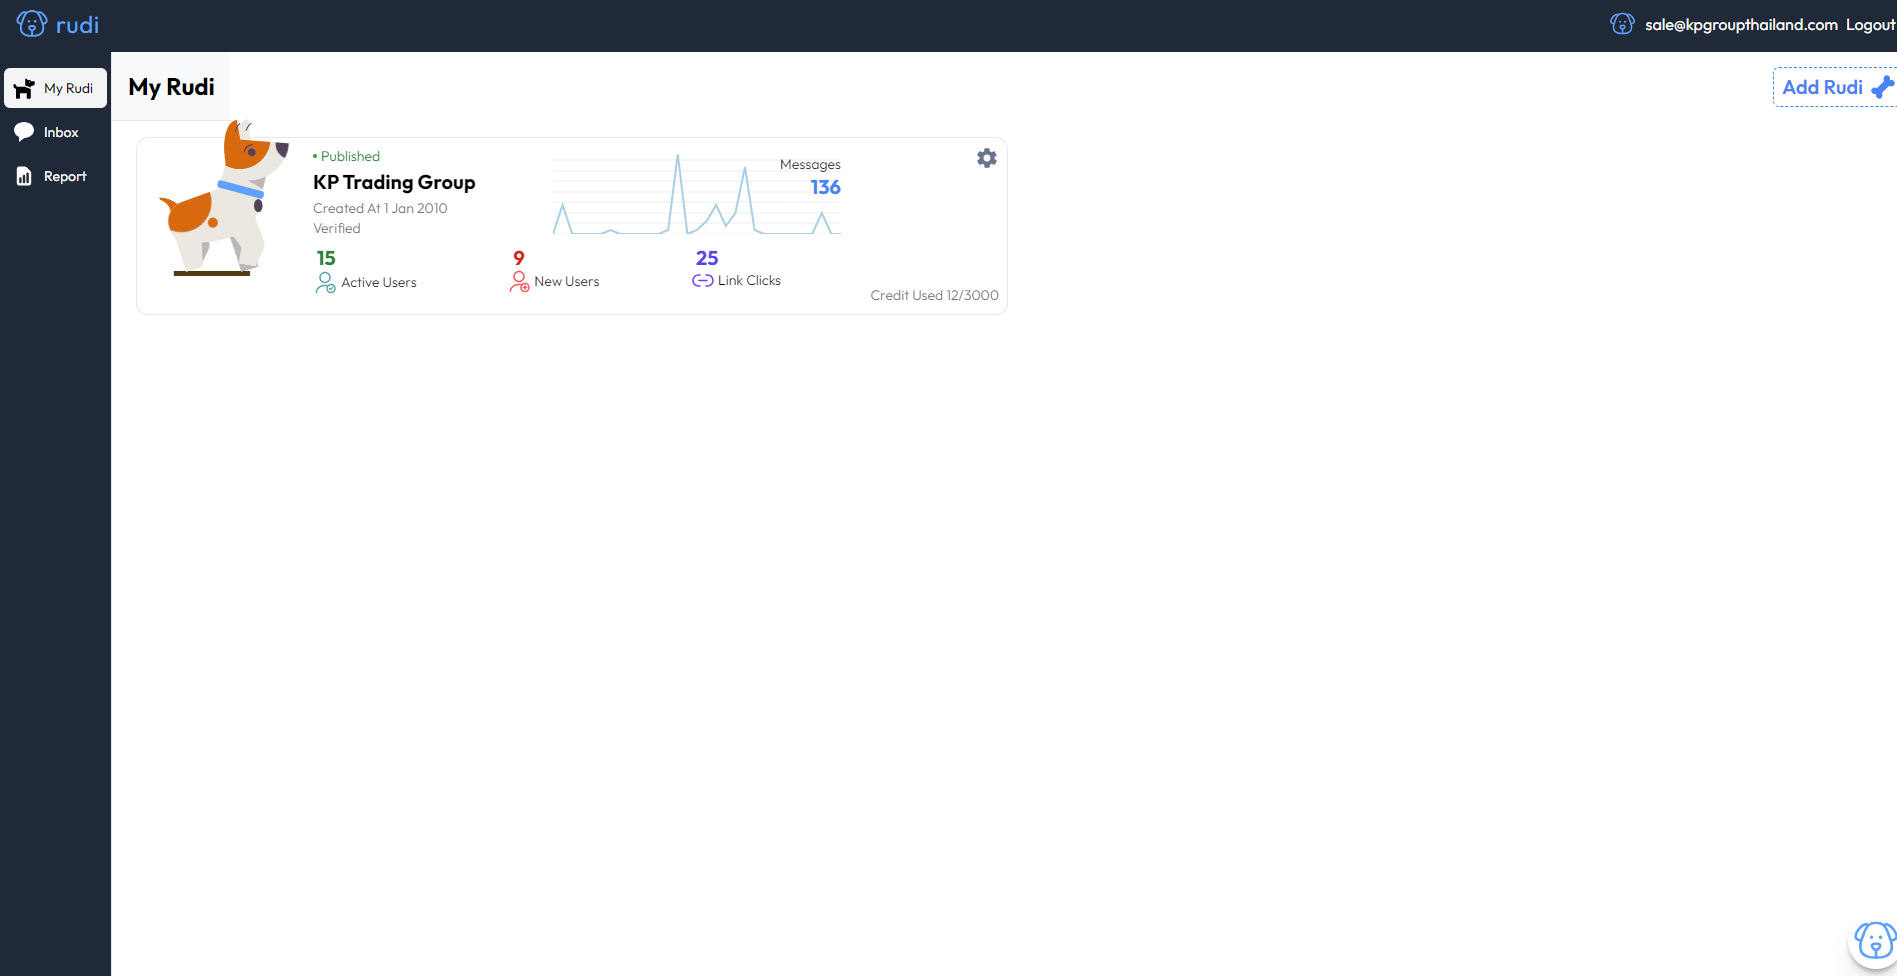 rudi
sale@kpgroupthailand.com Logout
My Rudi
Inbox
Report
My Rudi
Add Rudi
Published
KP Trading Group
Created At 1 Jan 2010
Verified
Messages
136
15
Active Users
9
New Users
25
Link Clicks
Credit Used 12/3000